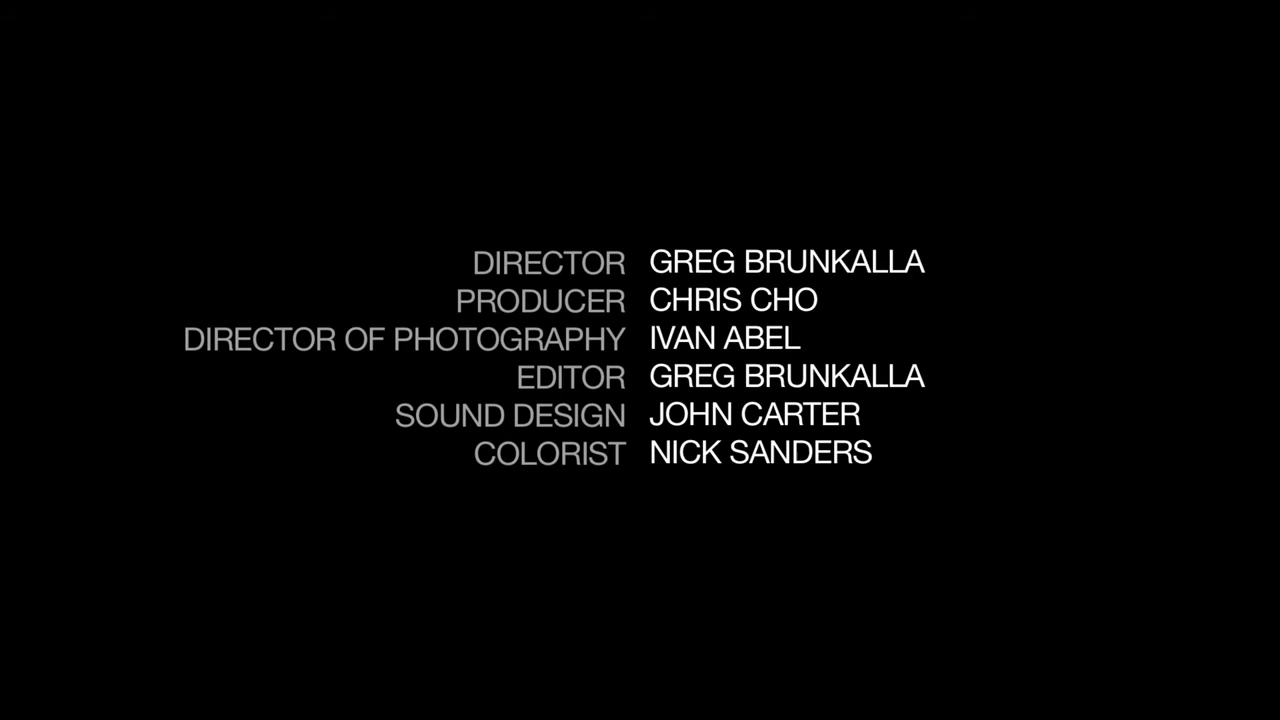 DIRECTOR GREG BRUNKALLA
PRODUCER CHRIS CHO
DIRECTOR OF PHOTOGRAPHY IVAN ABEL
EDITOR GREG BRUNKALLA
SOUND DESIGN JOHN CARTER
COLORIST NICK SANDERS